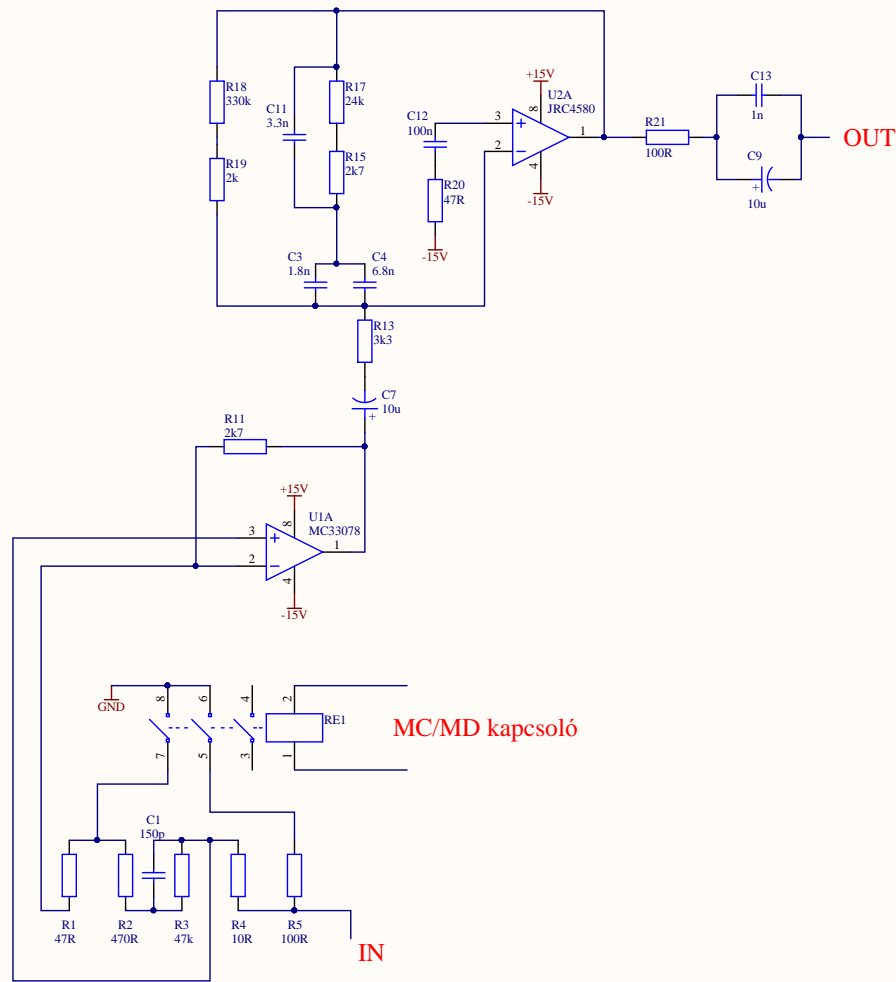 R18
330k
R19
2k
C11
3.3n
R17
24k
R15
2k7
C12
100n
R20
47R
-15V
+15V
U2A
JRC4580
3
2
8
4
1
-15V
R21
100R
C13
1n
C9
+
10u
OUT
C3
1.8n
C4
6.8n
R13
3k3
C7
10u
+
R11
2k7
+15V
U1A
MC33078
3
2
8
4
1
-15V
GND
8
6
4
2
RE1
7
5
3
1
MC/MD kapcsoló
C1
150p
R1
47R
R2
470R
R3
47k
R4
10R
R5
100R
IN